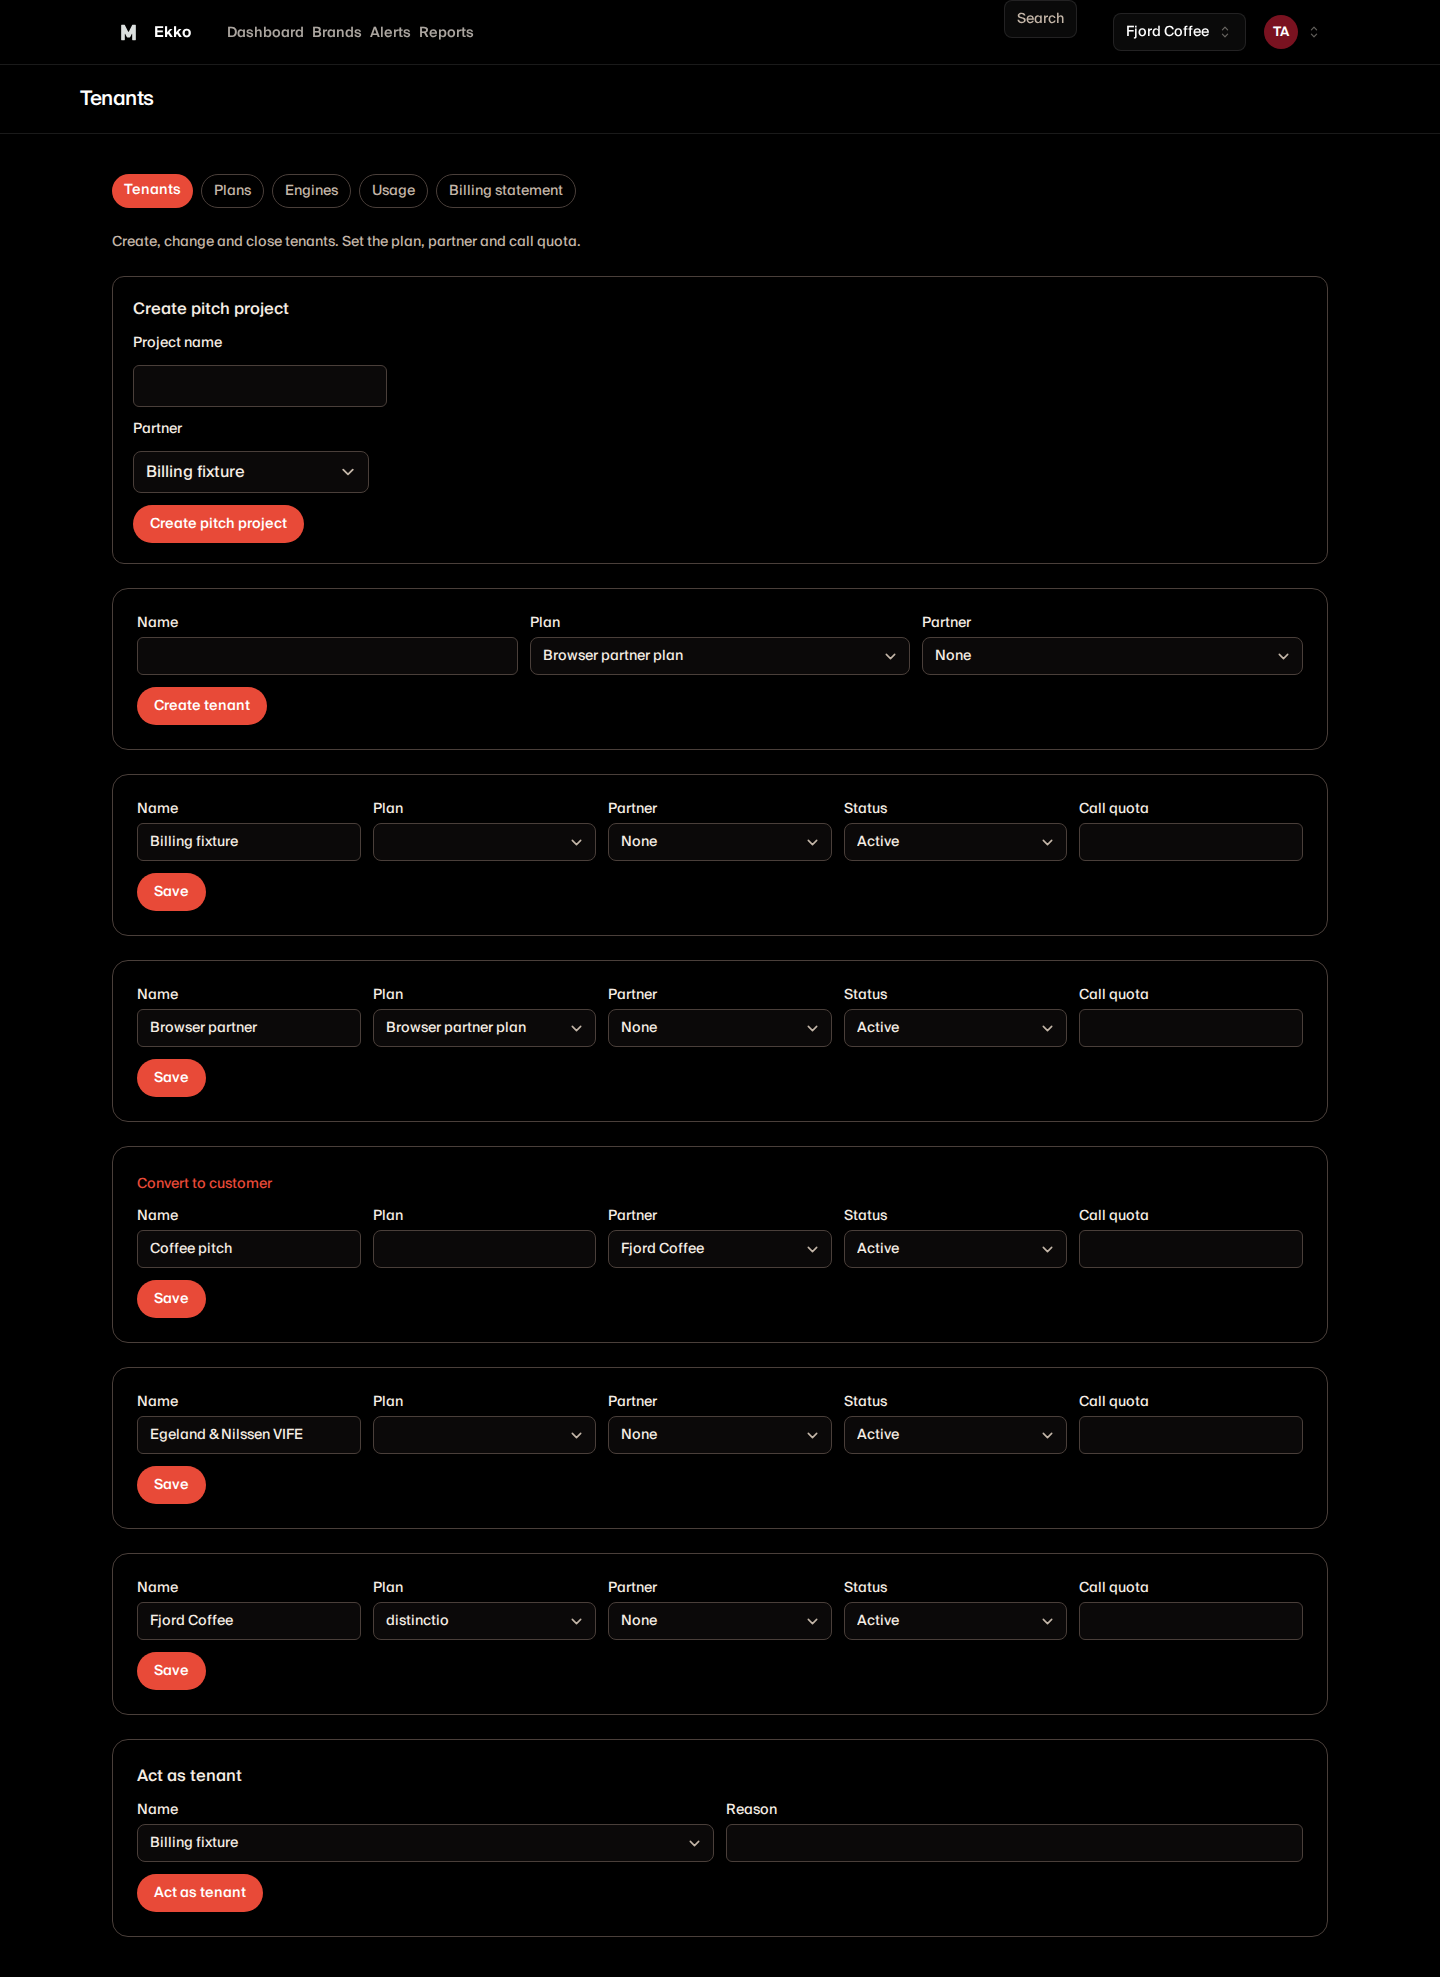 M Ekko Dashboard Brands Alerts Reports Search Fjord Coffee TA
Tenants
Tenants Plans Engines Usage Billing statement
Create, change and close tenants. Set the plan, partner and call quota.
Create pitch project
Project name
Partner
Billing fixture
Create pitch project
Name Plan Partner
Browser partner plan None
Create tenant
Name Plan Partner Status Call quota
Billing fixture None Active
Save
Name Plan Partner Status Call quota
Browser partner Browser partner plan None Active
Save
Convert to customer
Name Plan Partner Status Call quota
Coffee pitch Fjord Coffee Active
Save
Name Plan Partner Status Call quota
Egeland & Nilssen VIFE None Active
Save
Name Plan Partner Status Call quota
Fjord Coffee distinctio None Active
Save
Act as tenant
Name Reason
Billing fixture
Act as tenant